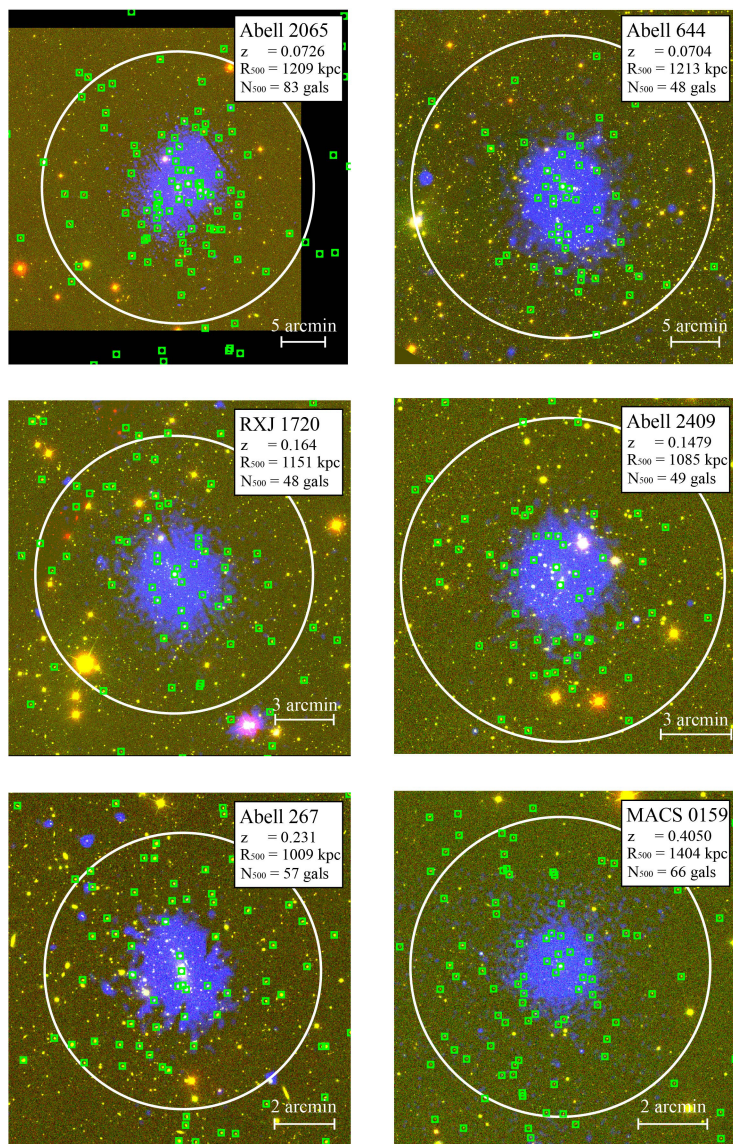 Abell 2065
z = 0.0726
R500 = 1209 kpc
N500 = 83 gals
5 arcmin
Abell 644
z = 0.0704
R500 = 1213 kpc
N500 = 48 gals
5 arcmin
RXJ 1720
z = 0.164
R500 = 1151 kpc
N500 = 48 gals
3 arcmin
Abell 2409
z = 0.1479
R500 = 1085 kpc
N500 = 49 gals
3 arcmin
Abell 267
z = 0.231
R500 = 1009 kpc
N500 = 57 gals
2 arcmin
MACS 0159
z = 0.4050
R500 = 1404 kpc
N500 = 66 gals
2 arcmin